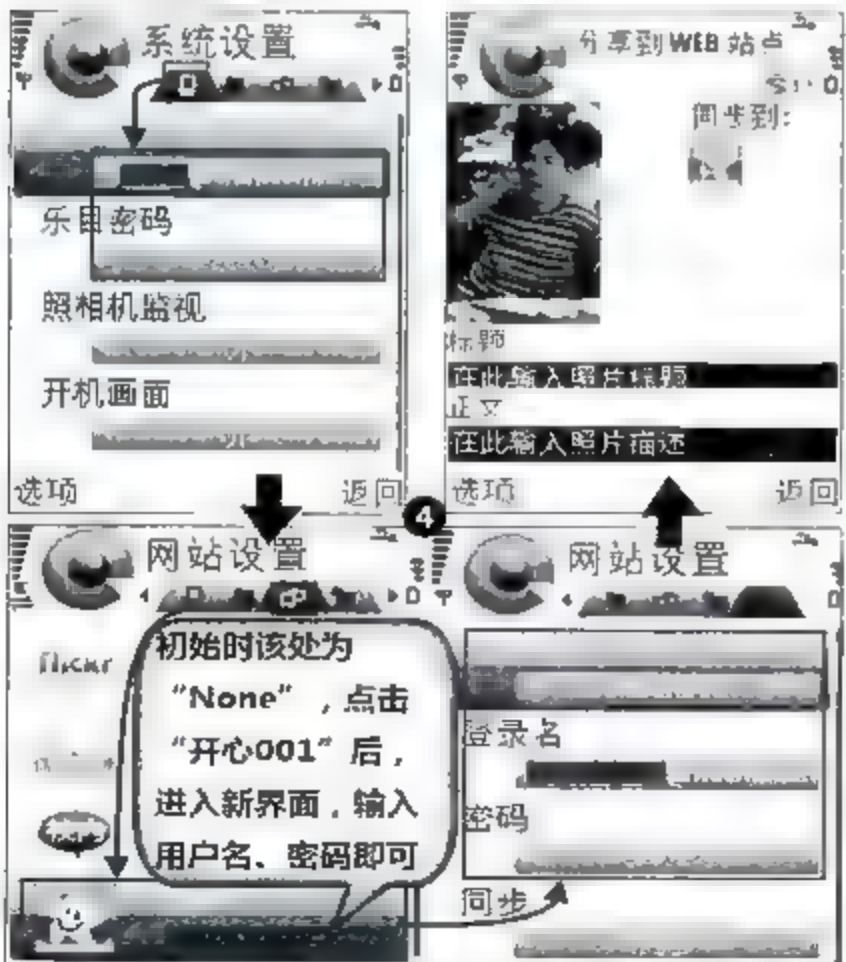 系统设置
乐目密码
照相机监视
开机画面
选项
返回
分享到WEB 站点
同步到:
标题
在此输入照片标题
正文
在此输入照片描述
选项
返回
4
网站设置
flickr
初始时该处为
“None”，点击
“开心001”后，
进入新界面，输入
用户名、密码即可
网站设置
登录名
密码
同步